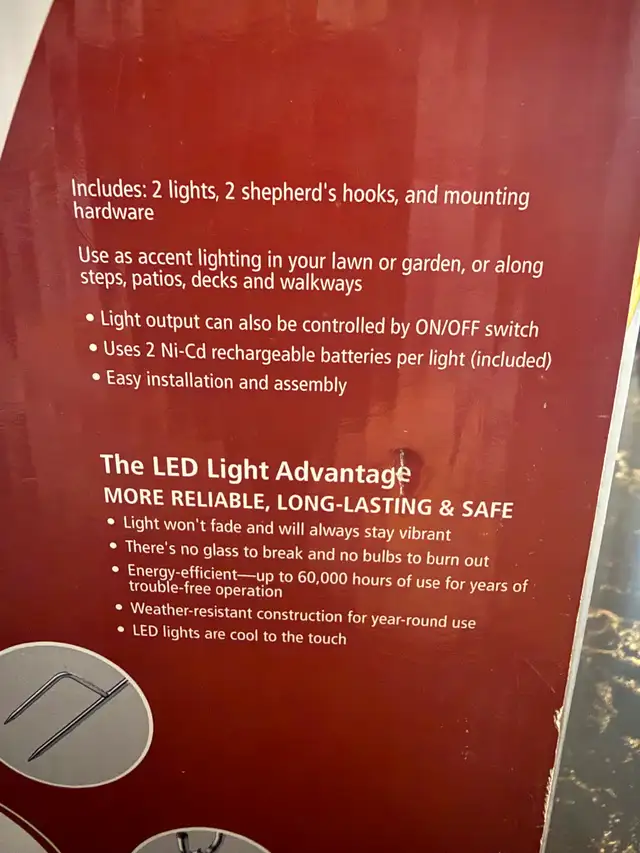 Includes: 2 lights, 2 shepherd's hooks, and mounting
hardware
Use as accent lighting in your lawn or garden, or along
steps, patios, decks and walkways
• Light output can also be controlled by ON/OFF switch
• Uses 2 Ni-Cd rechargeable batteries per light (included)
• Easy installation and assembly
The LED Light Advantage
MORE RELIABLE, LONG-LASTING & SAFE
• Light won't fade and will always stay vibrant
• There's no glass to break and no bulbs to burn out
• Energy-efficient—up to 60,000 hours of use for years of
trouble-free operation
• Weather-resistant construction for year-round use
• LED lights are cool to the touch